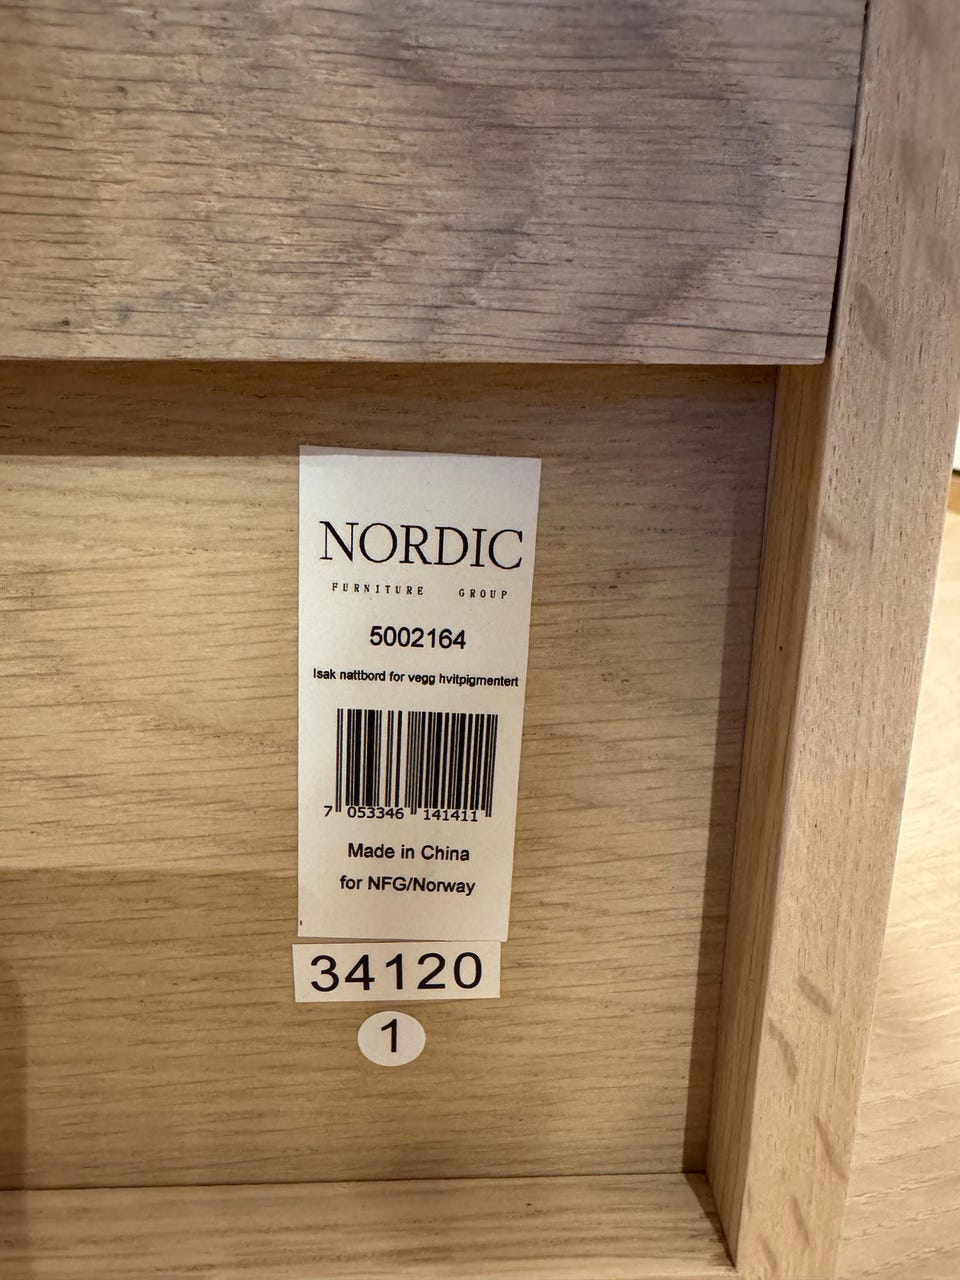 NORDIC
FURNITURE GROUP
5002164
Isak nattbord for vegg hvitpigmentert
7 053346 141411
Made in China
for NFG/Norway
34120
1